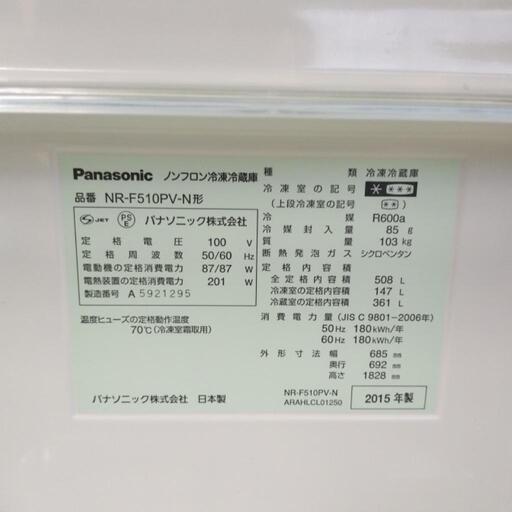 Panasonic ノンフロン冷凍冷蔵庫
品番 NR-F510PV-N形
JET PSE パナソニック株式会社
定格電圧 100 V
定格周波数 50/60 Hz
電動機の定格消費電力 87/87 W
電熱装置の定格消費電力 201 W
製造番号 A 5921295
温度ヒューズの定格動作温度
70℃(冷凍室霜取用)
パナソニック株式会社 日本製
種類 冷凍冷蔵庫
冷凍室の記号 * ***
(上段冷凍室の記号) **
冷媒 R600a
冷媒封入量 85 g
質量 103 kg
断熱発泡ガス シクロペンタン
定格内容積
全定格内容積 508 L
冷凍室の定格内容積 147 L
冷蔵室の定格内容積 361 L
消費電力量(JIS C 9801-2006年)
50 Hz 180 kWh/年
60 Hz 180 kWh/年
外形寸法 幅 685 mm
奥行 692 mm
高さ 1828 mm
NR-F510PV-N
ARAHLCL01250
2015 年製